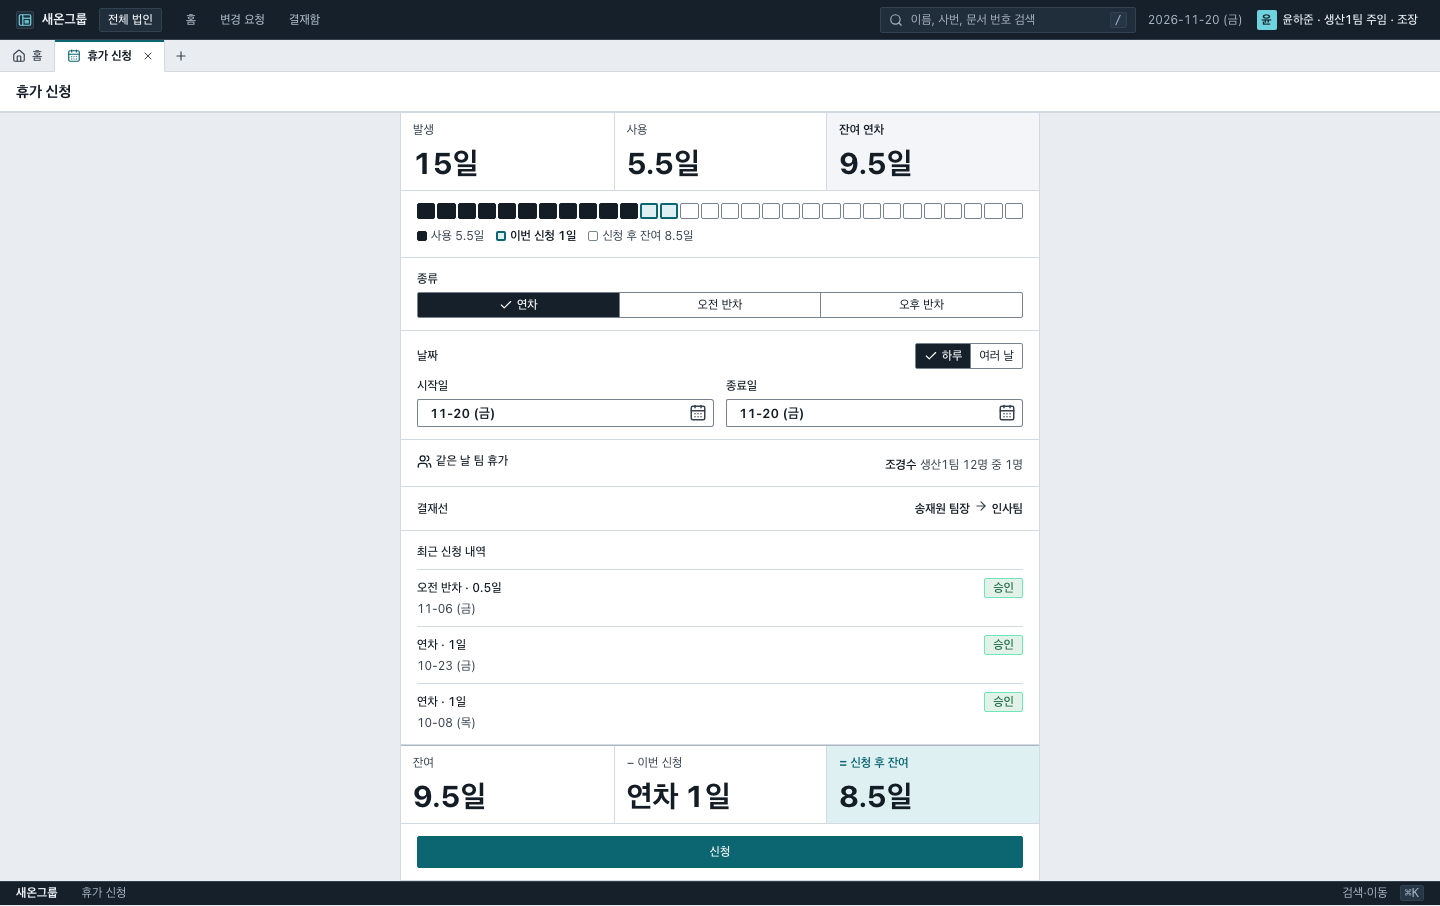 새온그룹 전체 법인 홈 변경 요청 결재함 이름, 사번, 문서 번호 검색 / 2026-11-20 (금) 윤 윤하준 · 생산1팀 주임 · 조장
홈 휴가 신청
휴가 신청
발생 사용 잔여 연차
15일 5.5일 9.5일
사용 5.5일 이번 신청 1일 신청 후 잔여 8.5일
종류
연차 오전 반차 오후 반차
날짜 하루 여러 날
시작일 종료일
11-20 (금) 11-20 (금)
같은 날 팀 휴가 조경수 생산1팀 12명 중 1명
결재선 송재원 팀장 → 인사팀
최근 신청 내역
오전 반차 · 0.5일 승인
11-06 (금)
연차 · 1일 승인
10-23 (금)
연차 · 1일 승인
10-08 (목)
잔여 − 이번 신청 = 신청 후 잔여
9.5일 연차 1일 8.5일
신청
새온그룹 휴가 신청 검색·이동 ⌘K